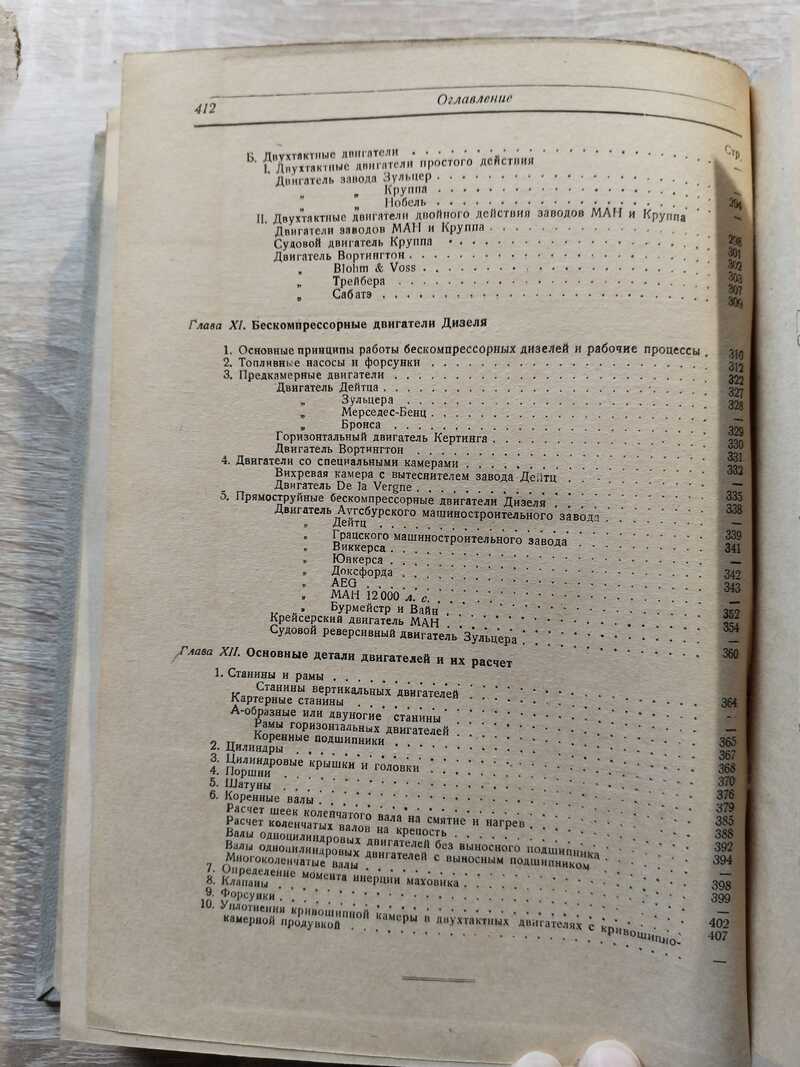 412
Оглавление
Стр.
Б. Двухтактные двигатели
I. Двухтактные двигатели простого действия —
Двигатель завода Зульцер
„ „ Круппа —
„ „ Нобель 294
II. Двухтактные двигатели двойного действия заводов МАН и Круппа —
Двигатели заводов МАН и Круппа
Судовой двигатель Круппа 298
Двигатель Вортингтон 301
„ Blohm & Voss 302
„ Трейбера 303
„ Сабатэ 307
309
Глава XI. Бескомпрессорные двигатели Дизеля
1. Основные принципы работы бескомпрессорных дизелей и рабочие процессы 310
2. Топливные насосы и форсунки 312
3. Предкамерные двигатели 322
Двигатель Дейтца 327
„ Зульцера 328
„ Мерседес-Бенц —
„ Бронса 329
Горизонтальный двигатель Кертинга 330
Двигатель Вортингтон 331
4. Двигатели со специальными камерами 332
Вихревая камера с вытеснителем завода Дейтц —
Двигатель De la Vergne 335
5. Прямоструйные бескомпрессорные двигатели Дизеля 338
Двигатель Аугсбурского машиностроительного завода —
„ Дейтц 339
„ Грацского машиностроительного завода 341
„ Виккерса —
„ Юнкерса 342
„ Доксфорда 343
„ AEG —
„ МАН 12 000 л. с. 352
„ Бурмейстр и Вайн 354
Крейсерский двигатель МАН —
Судовой реверсивный двигатель Зульцера 360
Глава XII. Основные детали двигателей и их расчет
1. Станины и рамы 364
Станины вертикальных двигателей —
Картерные станины —
А-образные или двуногие станины 365
Рамы горизонтальных двигателей 367
Коренные подшипники 368
2. Цилиндры 370
3. Цилиндровые крышки и головки 376
4. Поршни 379
5. Шатуны 385
6. Коренные валы 388
Расчет шеек коленчатого вала на смятие и нагрев 392
Расчет коленчатых валов на крепость 394
Валы одноцилиндровых двигателей без выносного подшипника —
Валы одноцилиндровых двигателей с выносным подшипником 398
Многоколенчатые валы 399
7. Определение момента инерции маховика —
8. Клапаны 402
9. Форсунки 407
10. Уплотнения кривошипной камеры в двухтактных двигателях с кривошипно-
камерной продувкой —